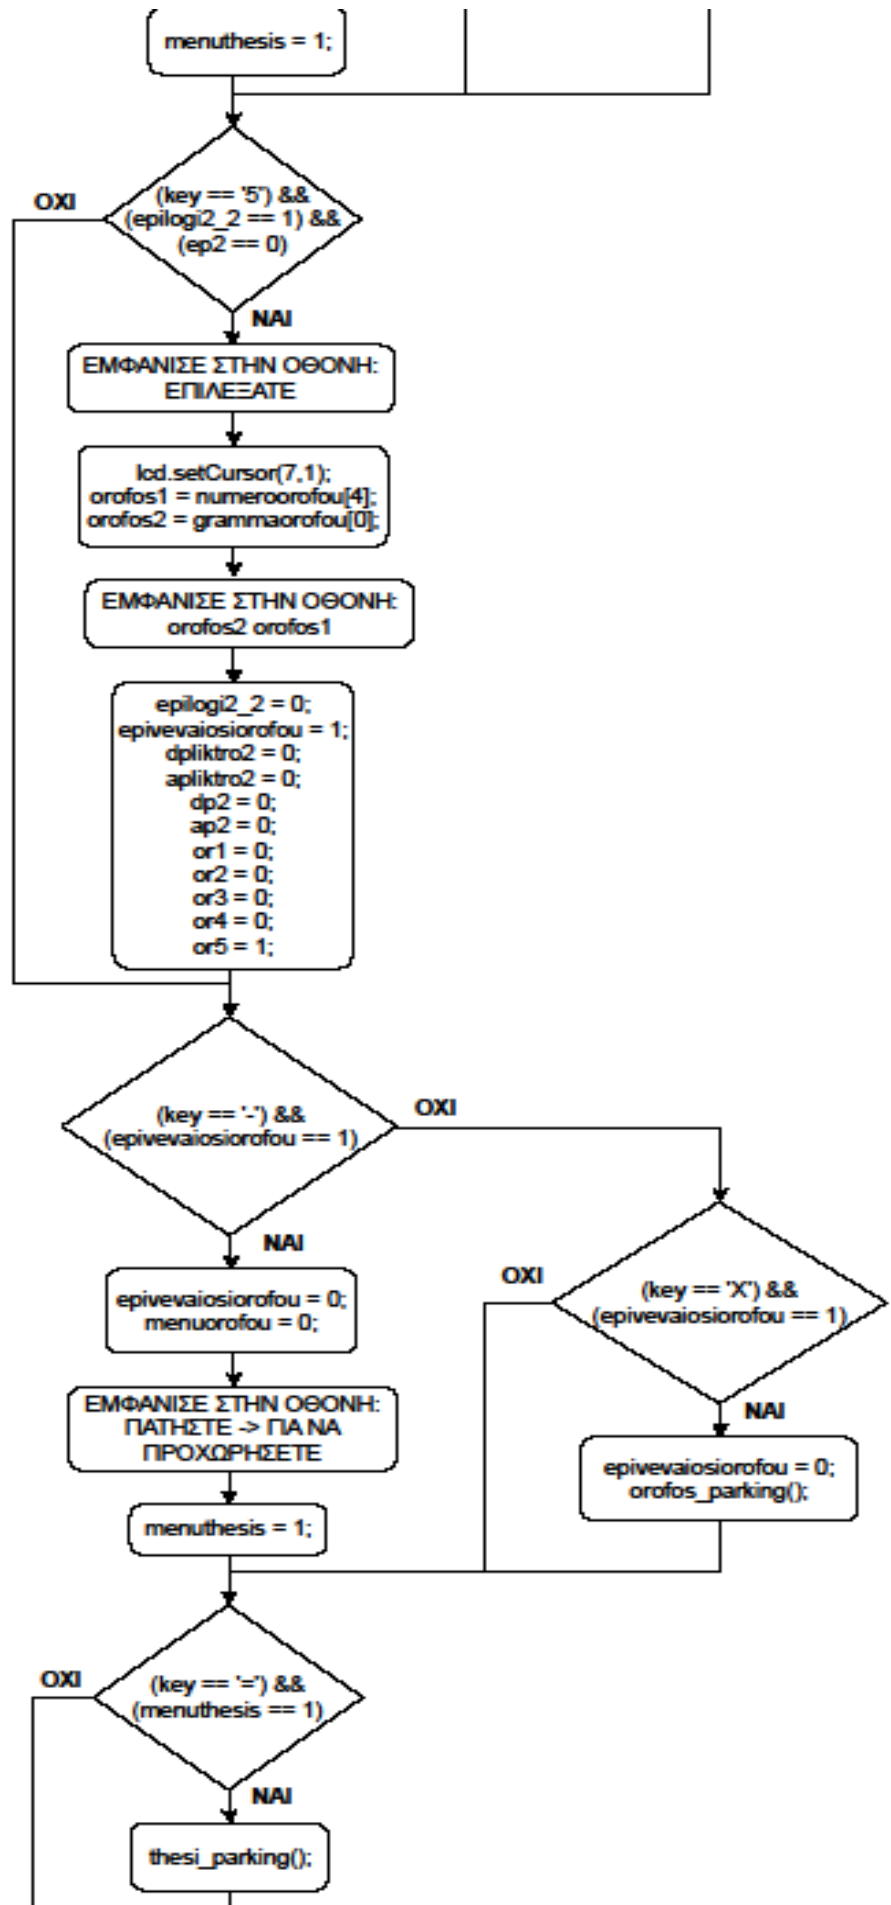 menuthesis = 1;
ΟΧΙ
(key == '5') &&
(epilogi2_2 == 1) &&
(ep2 == 0)
ΝΑΙ
ΕΜΦΑΝΙΣΕ ΣΤΗΝ ΟΘΟΝΗ:
ΕΠΙΛΕΞΑΤΕ
lcd.setCursor(7,1);
orofos1 = numeroorofou[4];
orofos2 = grammaorofou[0];
ΕΜΦΑΝΙΣΕ ΣΤΗΝ ΟΘΟΝΗ:
orofos2 orofos1
epilogi2_2 = 0;
epivevaiosiorofou = 1;
dpliktro2 = 0;
apliktro2 = 0;
dp2 = 0;
ap2 = 0;
or1 = 0;
or2 = 0;
or3 = 0;
or4 = 0;
or5 = 1;
(key == '-') &&
(epivevaiosiorofou == 1)
ΟΧΙ
ΝΑΙ
epivevaiosiorofou = 0;
menuorofou = 0;
ΟΧΙ
(key == 'X') &&
(epivevaiosiorofou == 1)
ΝΑΙ
epivevaiosiorofou = 0;
orofos_parking();
ΕΜΦΑΝΙΣΕ ΣΤΗΝ ΟΘΟΝΗ:
ΠΑΤΗΣΤΕ -> ΓΙΑ ΝΑ
ΠΡΟΧΩΡΗΣΕΤΕ
menuthesis = 1;
ΟΧΙ
(key == '=') &&
(menuthesis == 1)
ΝΑΙ
thesi_parking();